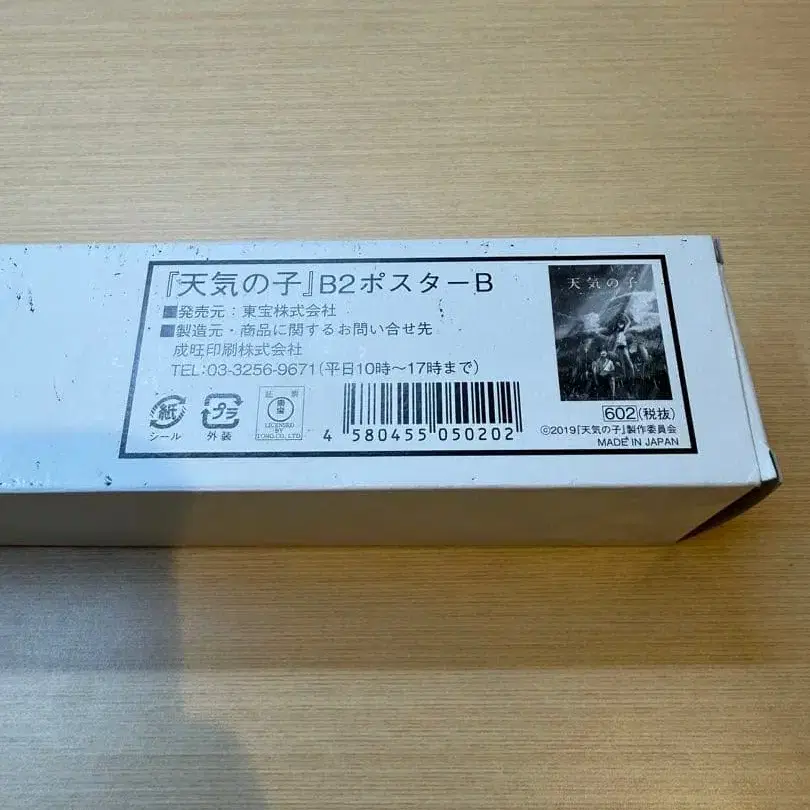 『天気の子』B2ポスターB
■発売元：東宝株式会社
■製造元・商品に関するお問い合せ先
成旺印刷株式会社
TEL:03-3256-9671(平日10時～17時まで)
紙
シール
プラ
外装
証票
東宝
LICENSED
BY
TOHO CO., LTD.
4 580455 050202
天気の子
602(税抜)
©2019『天気の子』製作委員会
MADE IN JAPAN